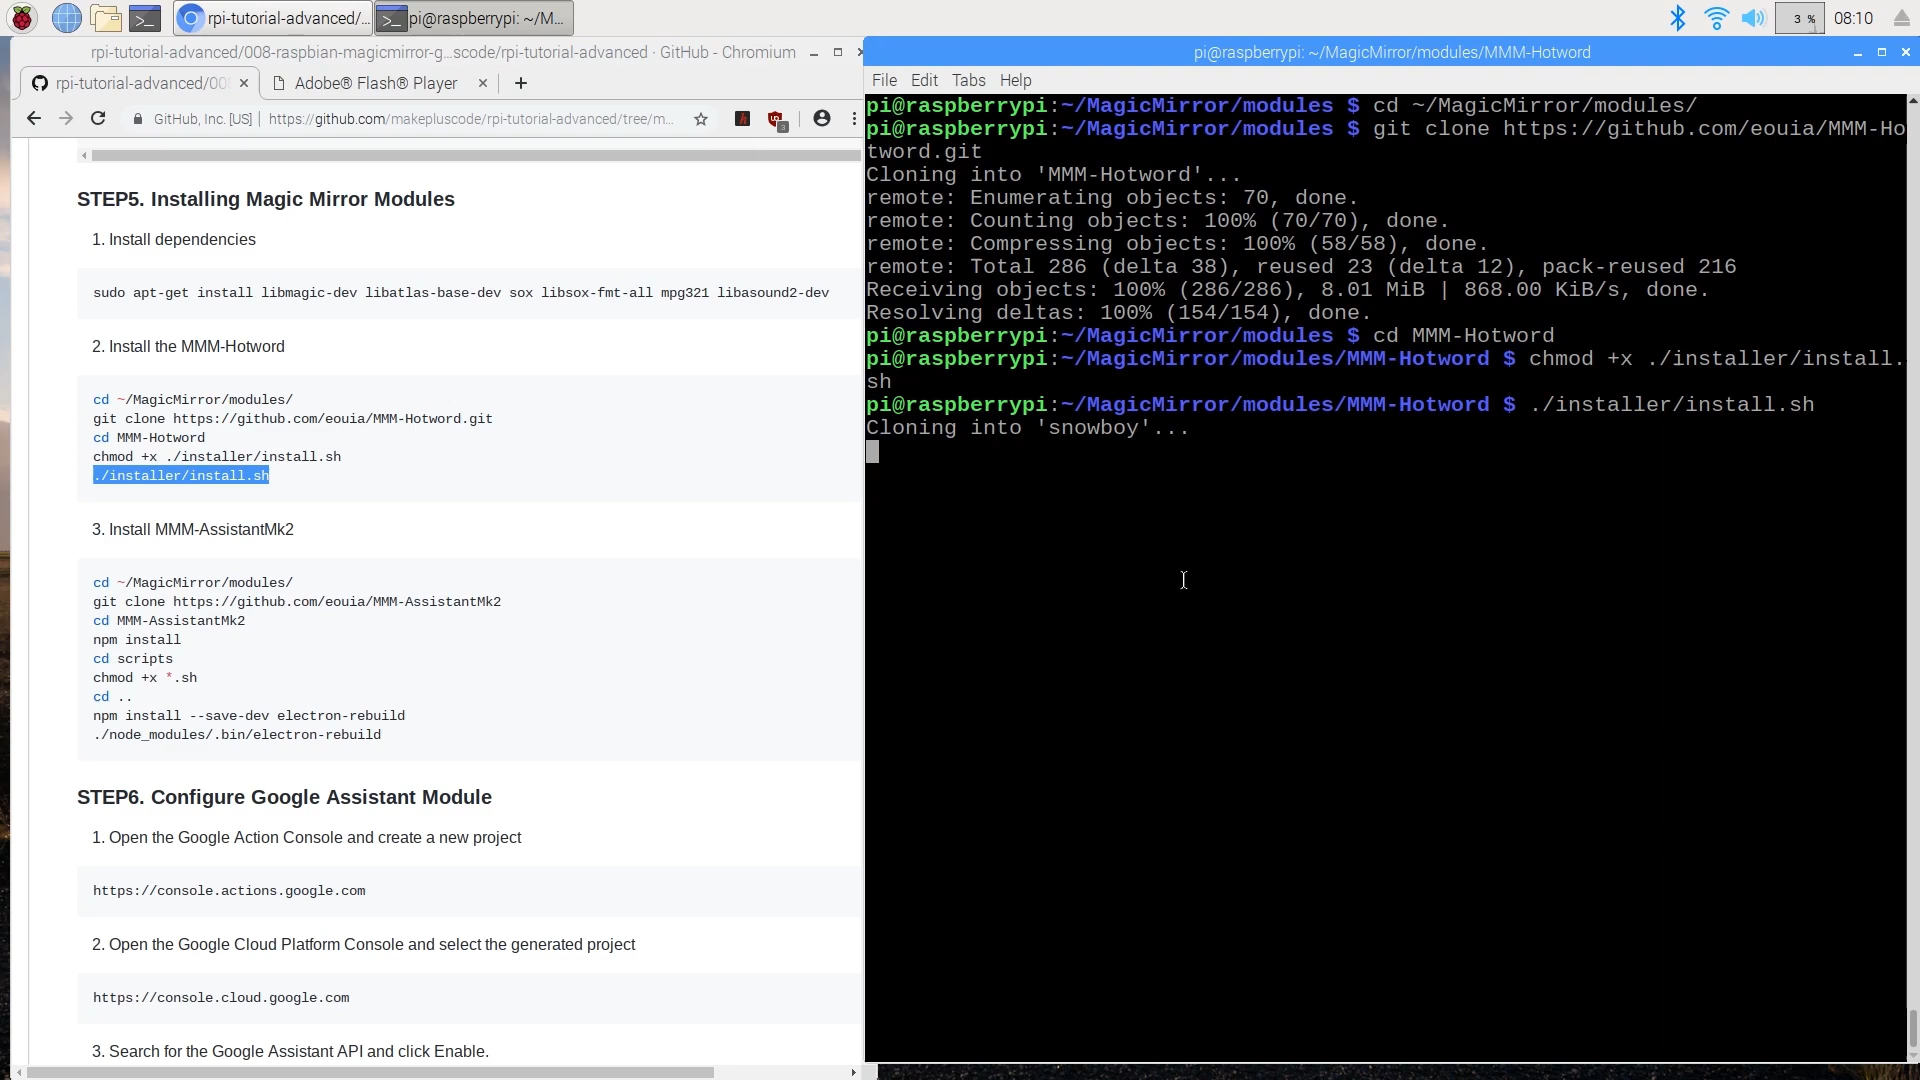 rpi-tutorial-advanced/...
pi@raspberrypi: ~/M...
3 %
08:10
rpi-tutorial-advanced/008-raspbian-magicmirror-g...scode/rpi-tutorial-advanced · GitHub - Chromium
rpi-tutorial-advanced/00
Adobe® Flash® Player
GitHub, Inc. [US]
https://github.com/makepluscode/rpi-tutorial-advanced/tree/m...
STEP5. Installing Magic Mirror Modules
1. Install dependencies
sudo apt-get install libmagic-dev libatlas-base-dev sox libsox-fmt-all mpg321 libasound2-dev
2. Install the MMM-Hotword
cd ~/MagicMirror/modules/
git clone https://github.com/eouia/MMM-Hotword.git
cd MMM-Hotword
chmod +x ./installer/install.sh
./installer/install.sh
3. Install MMM-AssistantMk2
cd ~/MagicMirror/modules/
git clone https://github.com/eouia/MMM-AssistantMk2
cd MMM-AssistantMk2
npm install
cd scripts
chmod +x *.sh
cd ..
npm install --save-dev electron-rebuild
./node_modules/.bin/electron-rebuild
STEP6. Configure Google Assistant Module
1. Open the Google Action Console and create a new project
https://console.actions.google.com
2. Open the Google Cloud Platform Console and select the generated project
https://console.cloud.google.com
3. Search for the Google Assistant API and click Enable.
pi@raspberrypi: ~/MagicMirror/modules/MMM-Hotword
File Edit Tabs Help
pi@raspberrypi:~/MagicMirror/modules $ cd ~/MagicMirror/modules/
pi@raspberrypi:~/MagicMirror/modules $ git clone https://github.com/eouia/MMM-Ho
tword.git
Cloning into 'MMM-Hotword'...
remote: Enumerating objects: 70, done.
remote: Counting objects: 100% (70/70), done.
remote: Compressing objects: 100% (58/58), done.
remote: Total 286 (delta 38), reused 23 (delta 12), pack-reused 216
Receiving objects: 100% (286/286), 8.01 MiB | 868.00 KiB/s, done.
Resolving deltas: 100% (154/154), done.
pi@raspberrypi:~/MagicMirror/modules $ cd MMM-Hotword
pi@raspberrypi:~/MagicMirror/modules/MMM-Hotword $ chmod +x ./installer/install.
sh
pi@raspberrypi:~/MagicMirror/modules/MMM-Hotword $ ./installer/install.sh
Cloning into 'snowboy'...